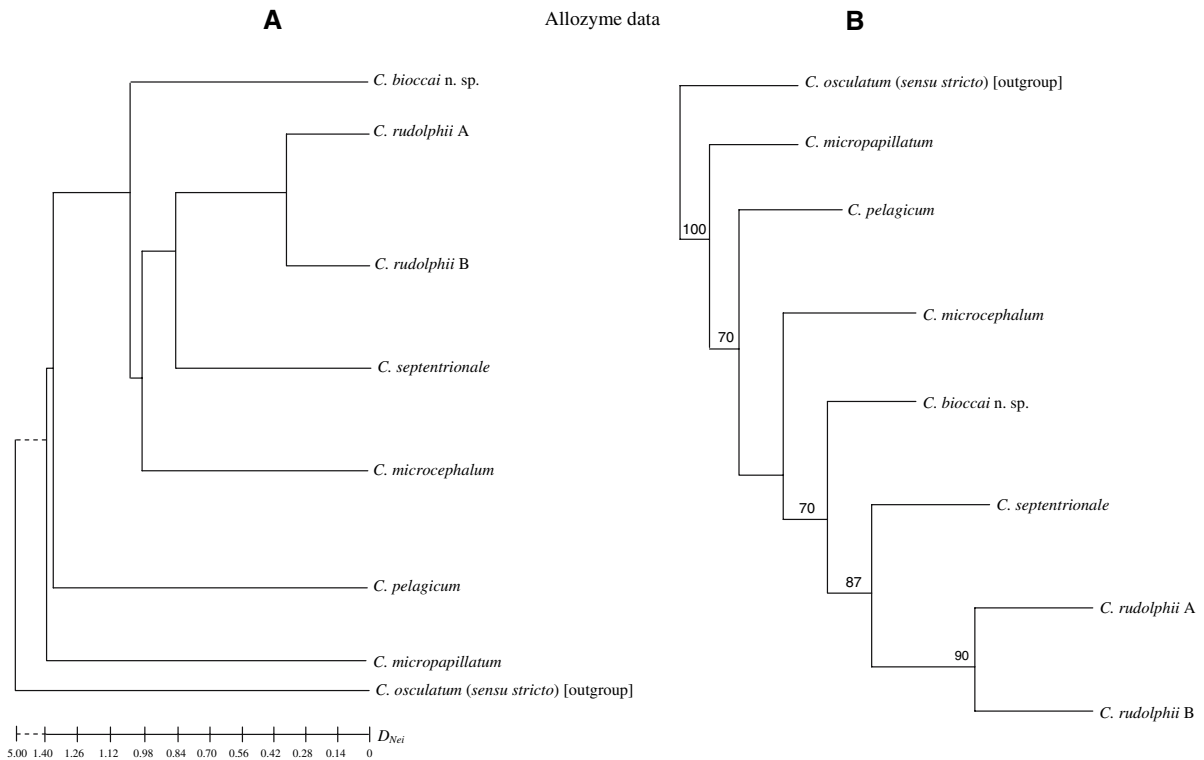 A
Allozyme data
B
C. bioccai n. sp.
C. rudolphii A
C. rudolphii B
C. septentrionale
C. microcephalum
C. pelagicum
C. micropapillatum
C. osculatum (sensu stricto) [outgroup]
D_Nei
5.00 1.40 1.26 1.12 0.98 0.84 0.70 0.56 0.42 0.28 0.14 0
C. osculatum (sensu stricto) [outgroup]
C. micropapillatum
C. pelagicum
100
C. microcephalum
70
C. bioccai n. sp.
70
C. septentrionale
87
C. rudolphii A
90
C. rudolphii B